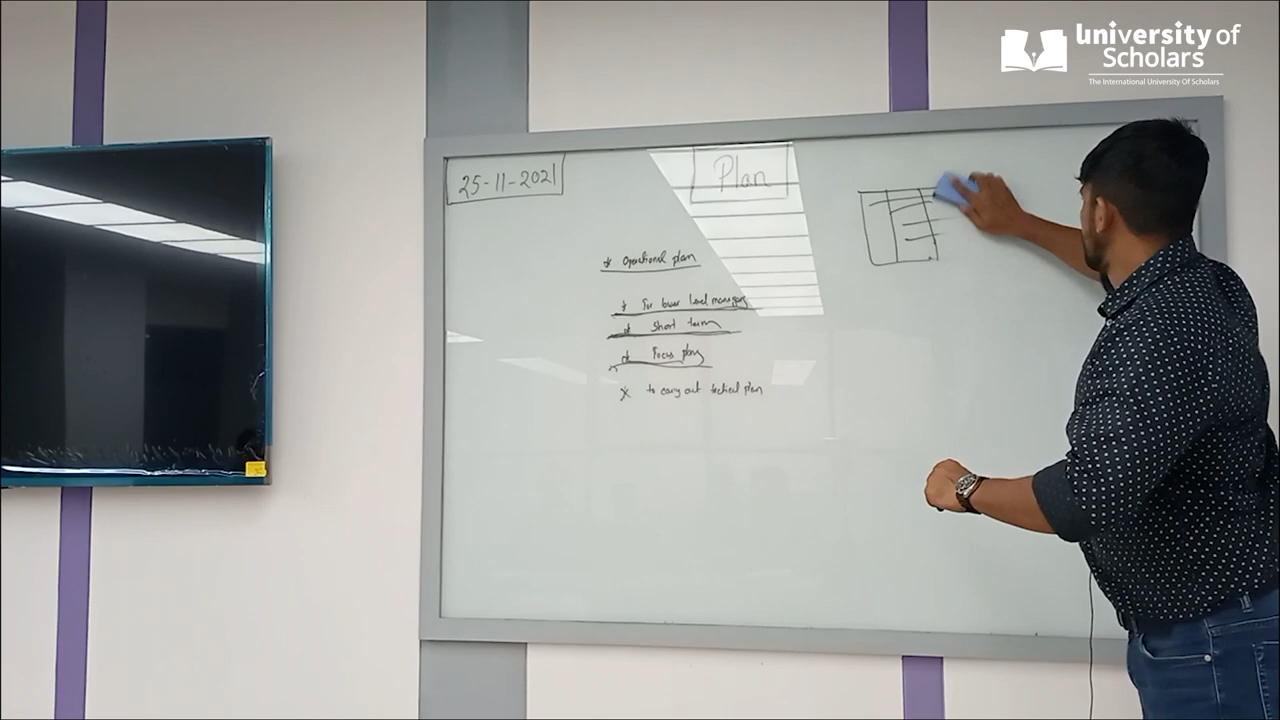 University of
Scholars
The International University Of Scholars
25-11-2021
Plan
* Operational plan
* For lower level managers
* Short term
* Focus plan
* to carry out tactical plan